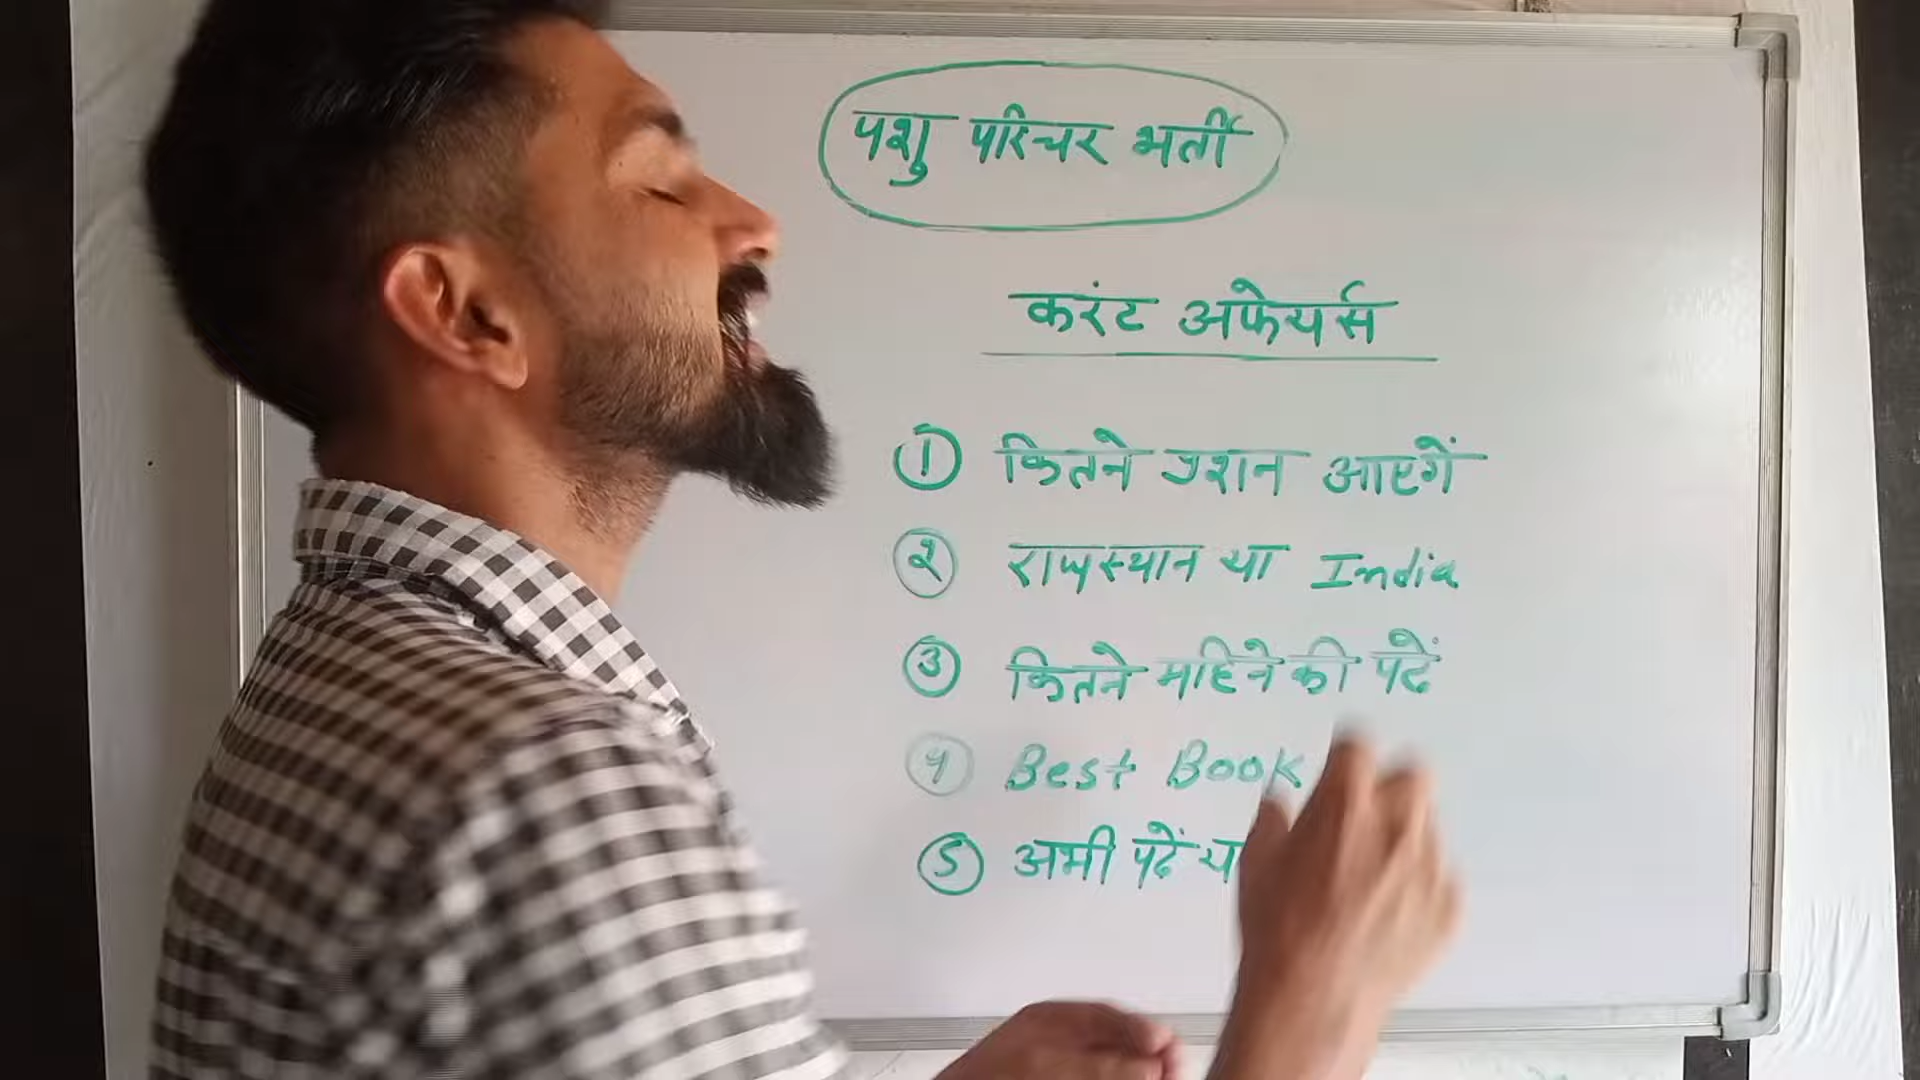 पशु परिचर भर्ती
करंट अफेयर्स
① कितने प्रशन आएगें
② राजस्थान या India
③ कितने महिने की पढें
④ Best Book
⑤ अभी पढें